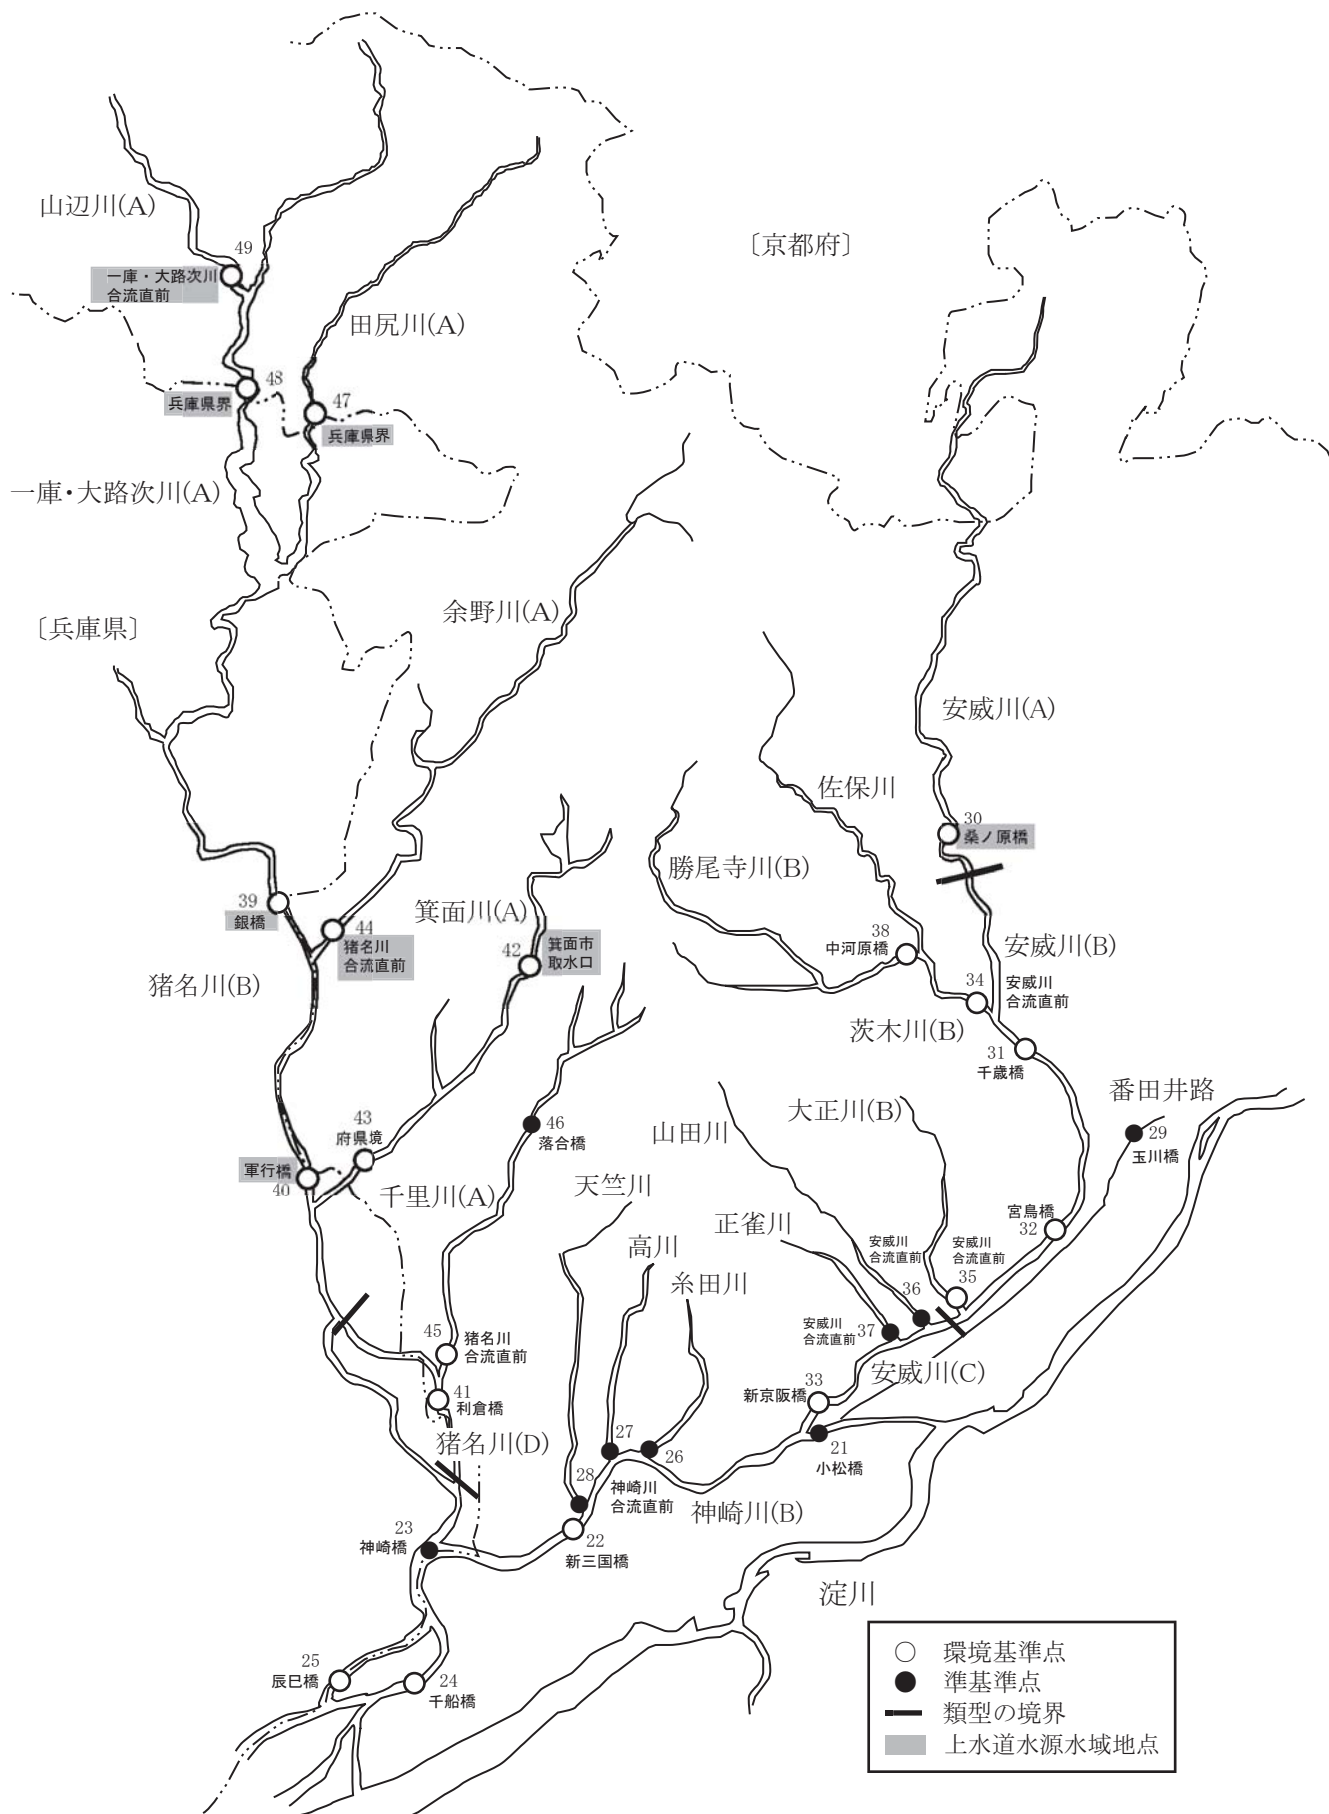 山辺川(A)
49
一庫・大路次川
合流直前
〔京都府〕
田尻川(A)
48
兵庫県界
47
兵庫県界
一庫・大路次川(A)
余野川(A)
〔兵庫県〕
安威川(A)
佐保川
30
桑ノ原橋
勝尾寺川(B)
39
銀橋
44
猪名川
合流直前
箕面川(A)
42
箕面市
取水口
38
中河原橋
安威川(B)
34
安威川
合流直前
猪名川(B)
茨木川(B)
31
千歳橋
番田井路
29
玉川橋
大正川(B)
山田川
46
落合橋
43
府県境
軍行橋
40
千里川(A)
天竺川
正雀川
高川
糸田川
宮鳥橋
32
安威川
合流直前
安威川
合流直前
35
36
安威川
合流直前
37
45
猪名川
合流直前
安威川(C)
33
新京阪橋
41
利倉橋
猪名川(D)
27
26
21
小松橋
28
神崎川
合流直前
神崎川(B)
23
神崎橋
22
新三国橋
淀川
25
辰巳橋
24
千船橋
環境基準点
準基準点
類型の境界
上水道水源水域地点